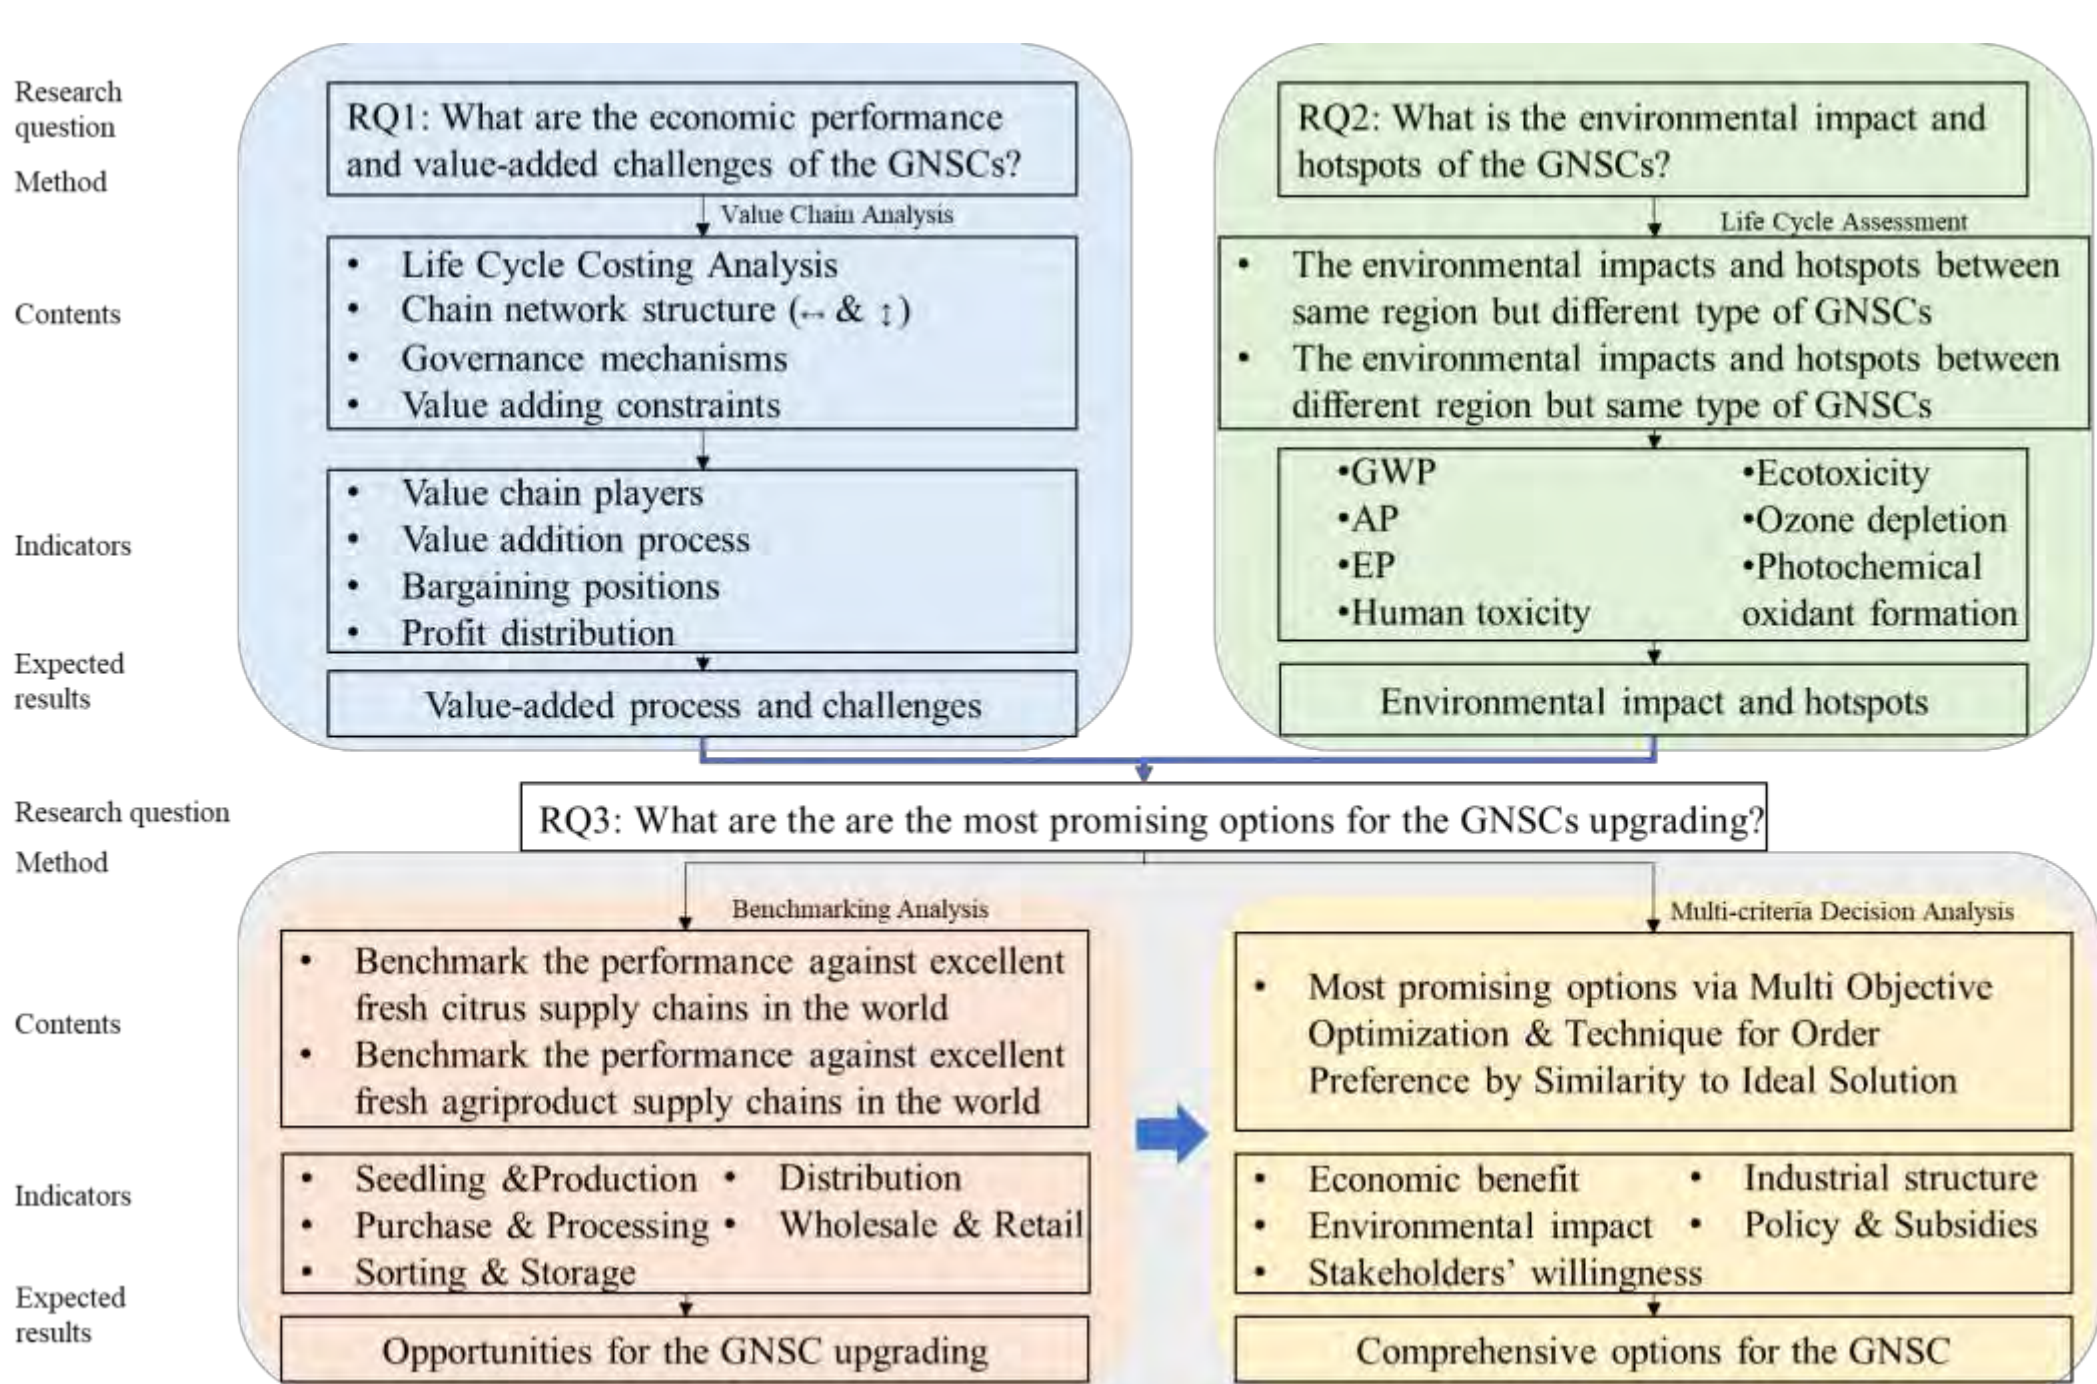 Research
question
Method
Contents
Indicators
Expected
results
RQ1: What are the economic performance
and value-added challenges of the GNSCs?
Value Chain Analysis
• Life Cycle Costing Analysis
• Chain network structure (↔ & ↕)
• Governance mechanisms
• Value adding constraints
• Value chain players
• Value addition process
• Bargaining positions
• Profit distribution
Value-added process and challenges
RQ2: What is the environmental impact and
hotspots of the GNSCs?
Life Cycle Assessment
• The environmental impacts and hotspots between
same region but different type of GNSCs
• The environmental impacts and hotspots between
different region but same type of GNSCs
•GWP
•AP
•EP
•Human toxicity
•Ecotoxicity
•Ozone depletion
•Photochemical
oxidant formation
Environmental impact and hotspots
Research question
RQ3: What are the are the most promising options for the GNSCs upgrading?
Method
Contents
Indicators
Expected
results
Benchmarking Analysis
• Benchmark the performance against excellent
fresh citrus supply chains in the world
• Benchmark the performance against excellent
fresh agriproduct supply chains in the world
• Seedling &Production
• Purchase & Processing
• Sorting & Storage
• Distribution
• Wholesale & Retail
Opportunities for the GNSC upgrading
Multi-criteria Decision Analysis
• Most promising options via Multi Objective
Optimization & Technique for Order
Preference by Similarity to Ideal Solution
• Economic benefit
• Environmental impact
• Stakeholders’ willingness
• Industrial structure
• Policy & Subsidies
Comprehensive options for the GNSC